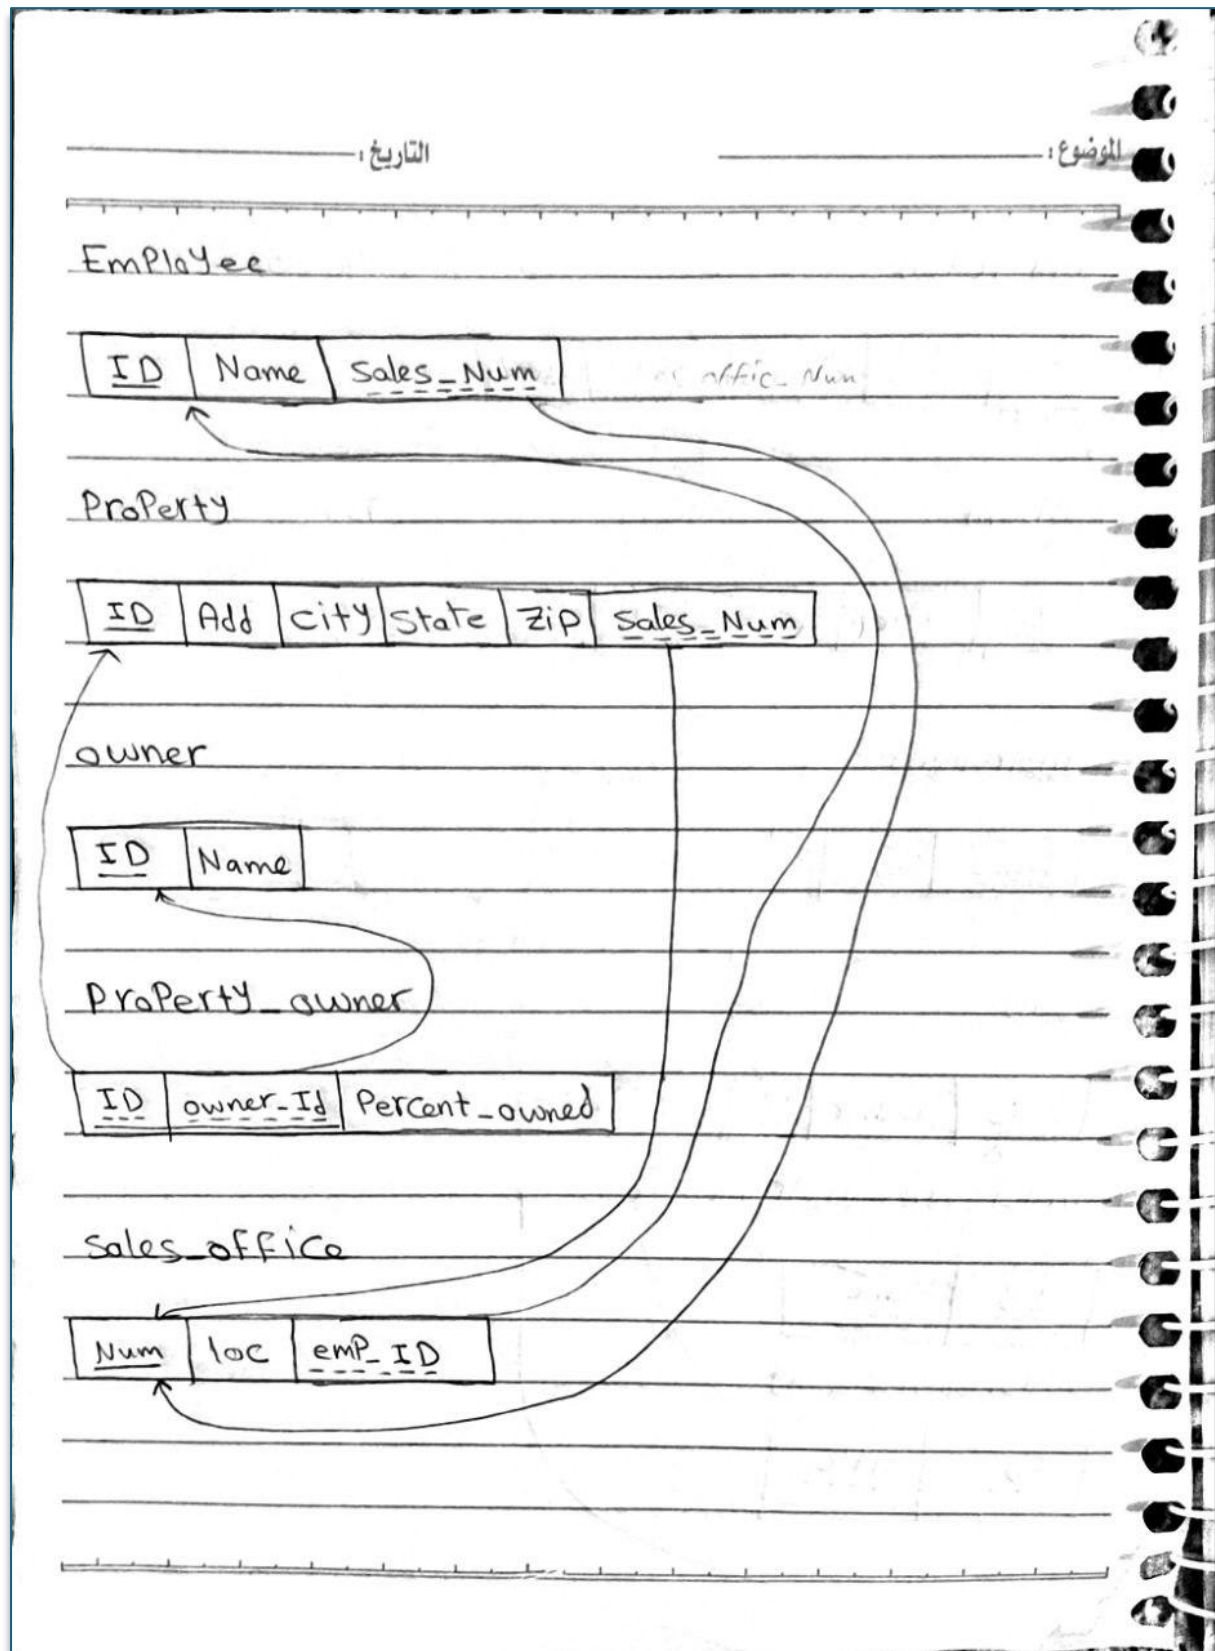 الموضوع : التاريخ :
EmPloyee
ID Name Sales_Num
ProPerty
ID Add City State ZiP Sales_Num
owner
ID Name
ProPerty_owner
ID owner_Id Percent_owned
Sales_office
Num loc emP_ID